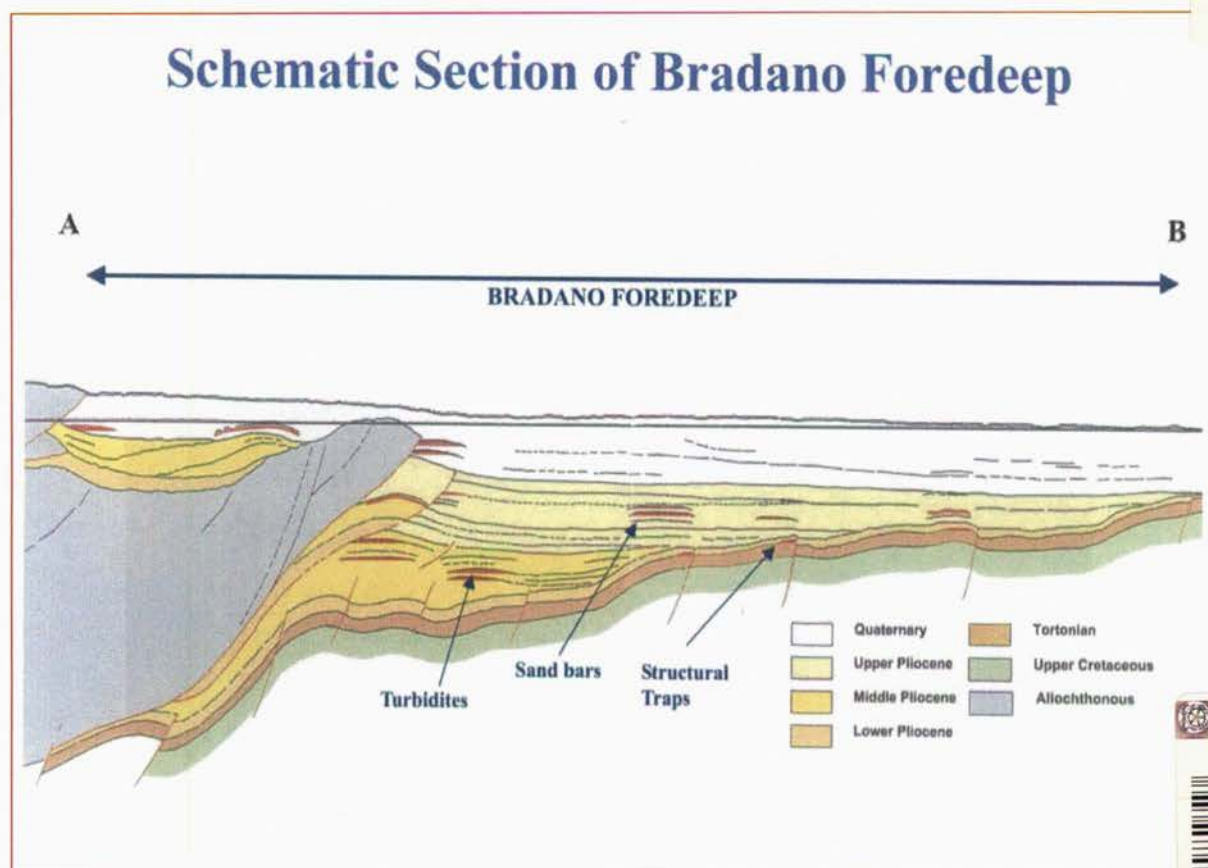 Schematic Section of Bradano Foredeep
A
B
BRADANO FOREDEEP
Turbidites
Sand bars
Structural
Traps
Quaternary
Upper Pliocene
Middle Pliocene
Lower Pliocene
Tortonian
Upper Cretaceous
Allochthonous